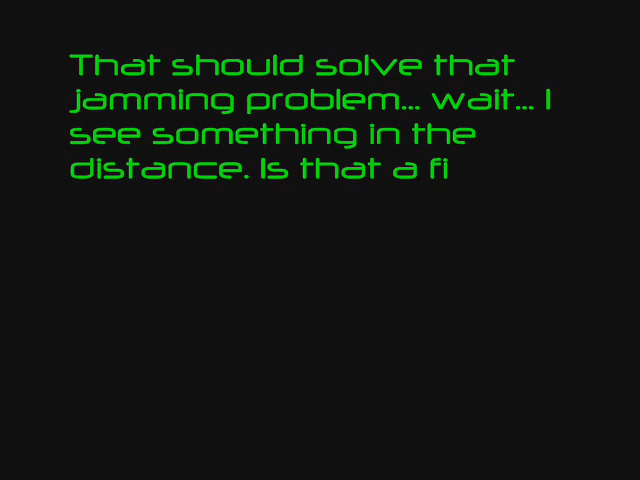 That should solve that
jamming problem... wait... I
see something in the
distance. Is that a fi